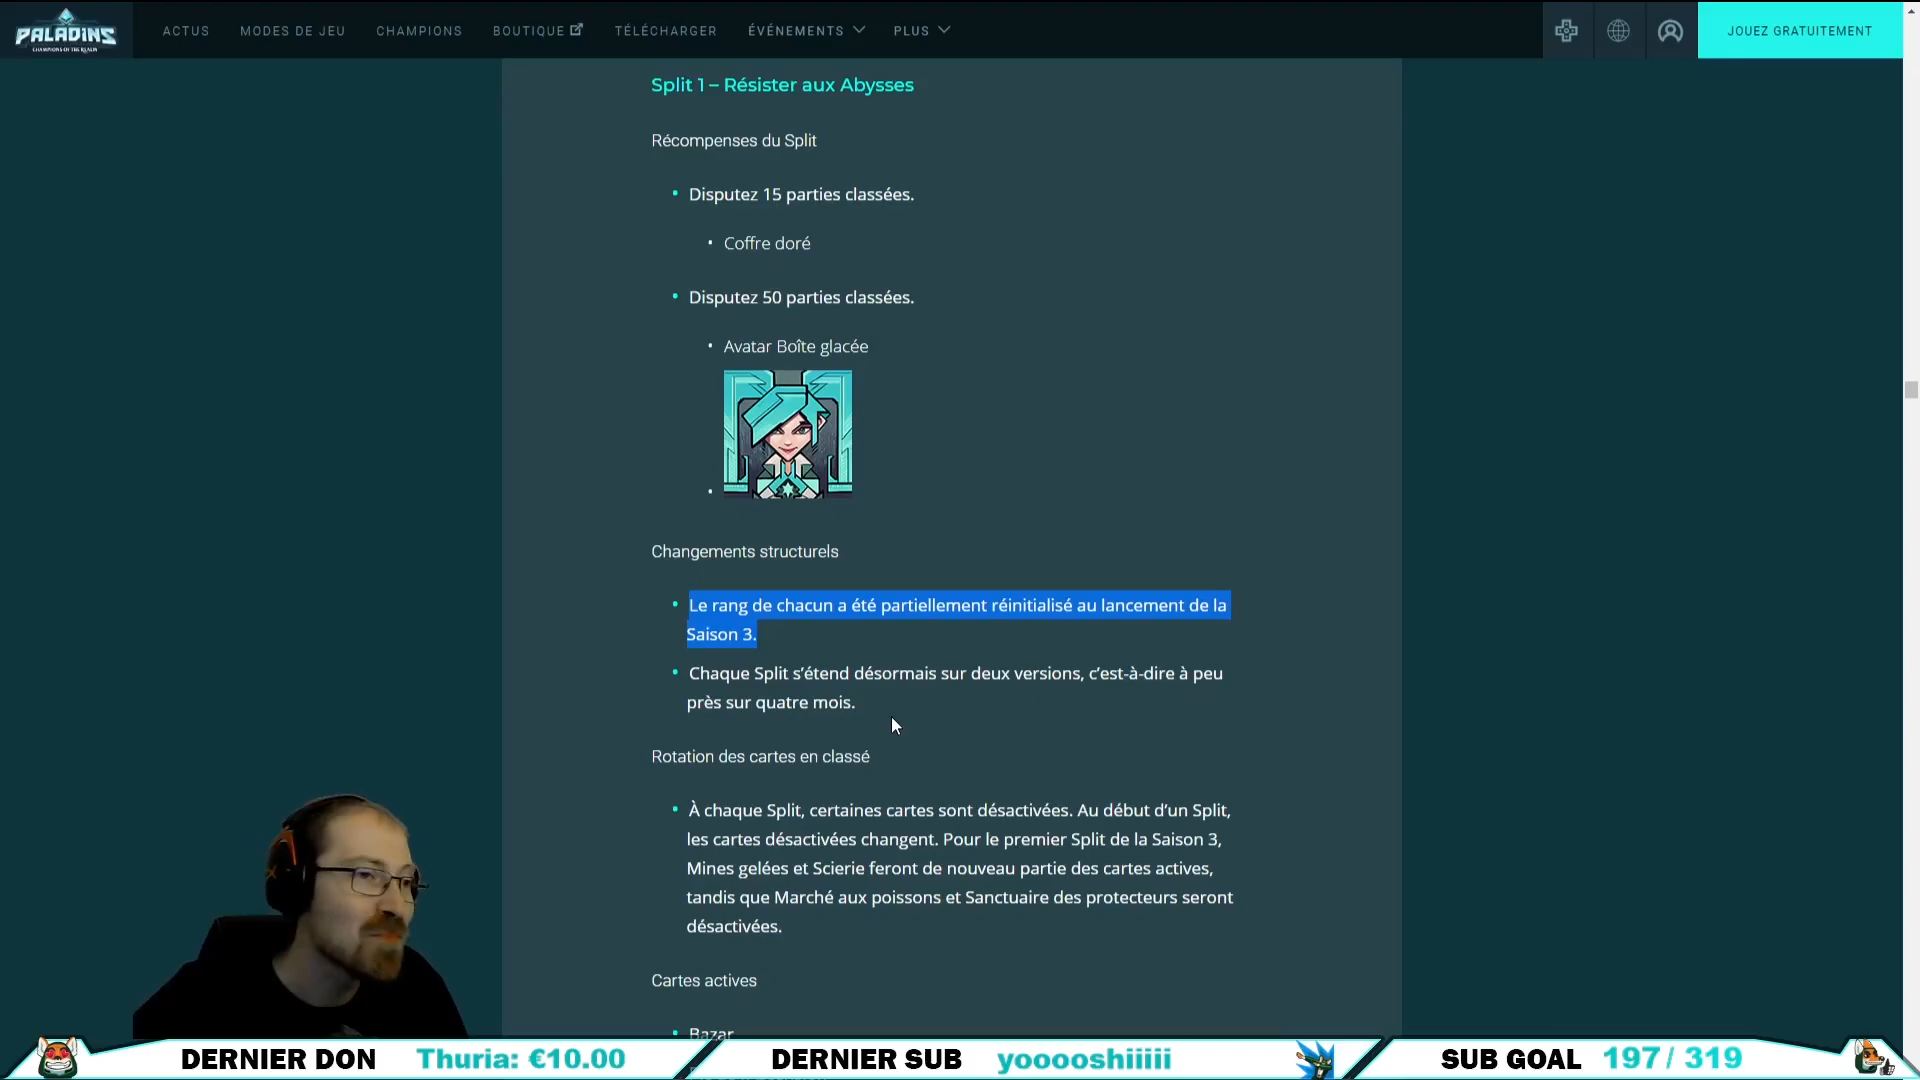 PALADINS
CHAMPIONS OF THE REALM
ACTUS
MODES DE JEU
CHAMPIONS
BOUTIQUE
TÉLÉCHARGER
ÉVÉNEMENTS
PLUS
JOUEZ GRATUITEMENT
Split 1 – Résister aux Abysses
Récompenses du Split
Disputez 15 parties classées.
Coffre doré
Disputez 50 parties classées.
Avatar Boîte glacée
Changements structurels
Le rang de chacun a été partiellement réinitialisé au lancement de la
Saison 3.
Chaque Split s’étend désormais sur deux versions, c’est-à-dire à peu
près sur quatre mois.
Rotation des cartes en classé
À chaque Split, certaines cartes sont désactivées. Au début d’un Split,
les cartes désactivées changent. Pour le premier Split de la Saison 3,
Mines gelées et Scierie feront de nouveau partie des cartes actives,
tandis que Marché aux poissons et Sanctuaire des protecteurs seront
désactivées.
Cartes actives
Bazar
DERNIER DON Thuria: €10.00
DERNIER SUB yooooshiiiii
SUB GOAL 197 / 319